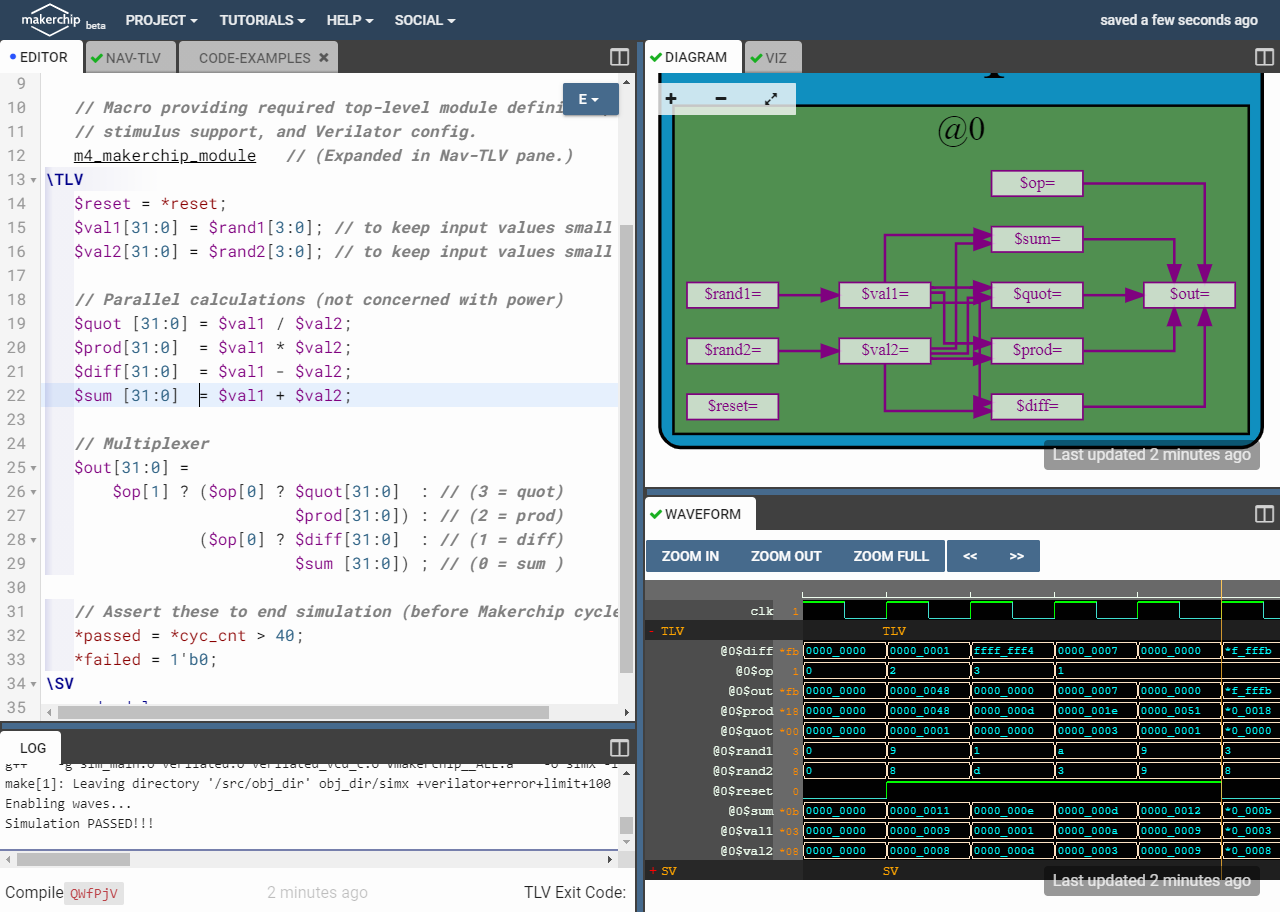 makerchip beta PROJECT TUTORIALS HELP SOCIAL saved a few seconds ago
EDITOR NAV-TLV CODE-EXAMPLES
E
9
10 // Macro providing required top-level module defini
11 // stimulus support, and Verilator config.
12 m4_makerchip_module // (Expanded in Nav-TLV pane.)
13 \TLV
14 $reset = *reset;
15 $val1[31:0] = $rand1[3:0]; // to keep input values small
16 $val2[31:0] = $rand2[3:0]; // to keep input values small
17
18 // Parallel calculations (not concerned with power)
19 $quot [31:0] = $val1 / $val2;
20 $prod[31:0] = $val1 * $val2;
21 $diff[31:0] = $val1 - $val2;
22 $sum [31:0] = $val1 + $val2;
23
24 // Multiplexer
25 $out[31:0] =
26 $op[1] ? ($op[0] ? $quot[31:0] : // (3 = quot)
27 $prod[31:0]) : // (2 = prod)
28 ($op[0] ? $diff[31:0] : // (1 = diff)
29 $sum [31:0]) ; // (0 = sum )
30
31 // Assert these to end simulation (before Makerchip cycle
32 *passed = *cyc_cnt > 40;
33 *failed = 1'b0;
34 \SV
35
LOG
make[1]: Leaving directory '/src/obj_dir' obj_dir/simx +verilator+error+limit+100
Enabling waves...
Simulation PASSED!!!
Compile QWfPjV 2 minutes ago TLV Exit Code:
DIAGRAM VIZ
@0
$op=
$sum=
$rand1= $val1= $quot= $out=
$rand2= $val2= $prod=
$reset= $diff=
Last updated 2 minutes ago
WAVEFORM
ZOOM IN ZOOM OUT ZOOM FULL << >>
clk 1
- TLV TLV
@0$diff *fb 0000_0000 0000_0001 ffff_fff4 0000_0007 0000_0000 *f_fffb
@0$op 1 0 2 3 1
@0$out *fb 0000_0000 0000_0048 0000_0000 0000_0007 0000_0000 *f_fffb
@0$prod *18 0000_0000 0000_0048 0000_000d 0000_001e 0000_0051 *0_0018
@0$quot *00 0000_0000 0000_0001 0000_0000 0000_0003 0000_0001 *0_0000
@0$rand1 3 0 9 1 a 9 3
@0$rand2 8 0 8 d 3 9 8
@0$reset 0
@0$sum *0b 0000_0000 0000_0011 0000_000e 0000_000d 0000_0012 *0_000b
@0$val1 *03 0000_0000 0000_0009 0000_0001 0000_000a 0000_0009 *0_0003
@0$val2 *08 0000_0000 0000_0008 0000_000d 0000_0003 0000_0009 *0_0008
+ SV SV
Last updated 2 minutes ago